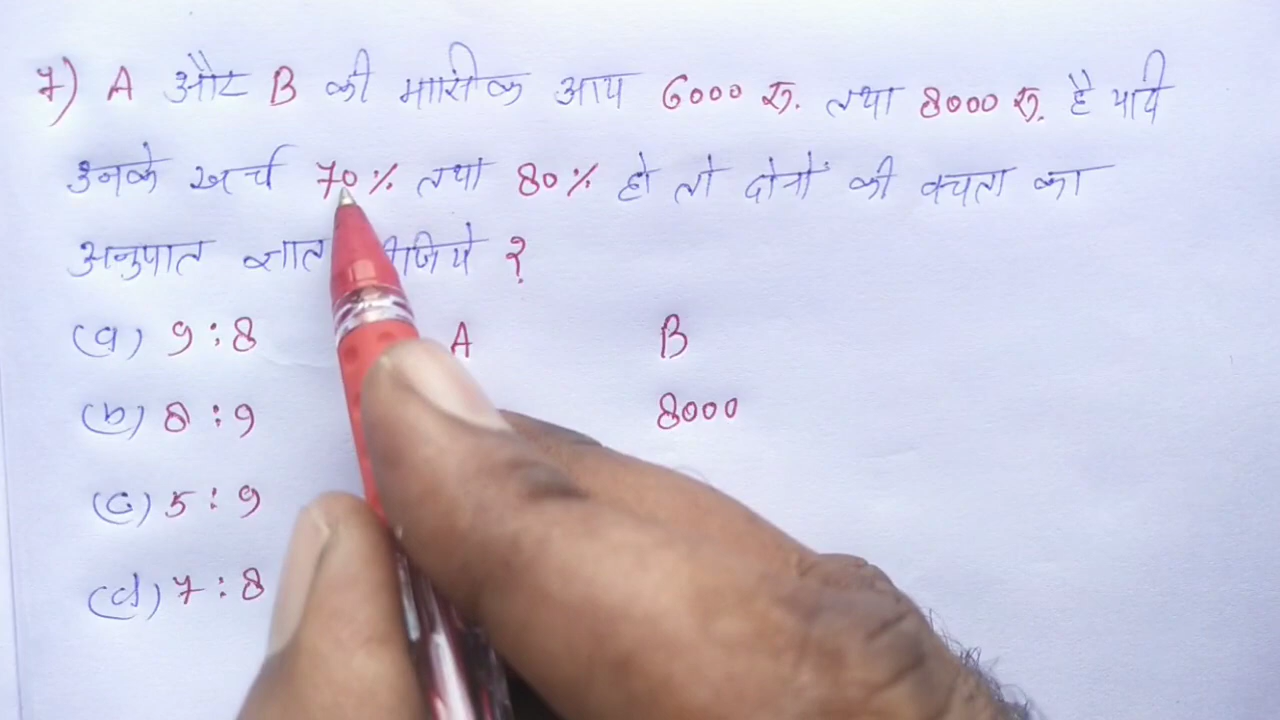 7) A और B की मासीक आय 6000 रू. तथा 8000 रू. है यदि
उनके खर्च 70% तथा 80% हो तो दोनों की बचत का
अनुपात ज्ञात ?
(a) 9:8
A B
(b) 8:9
8000
(c) 5:9
(d) 7:8